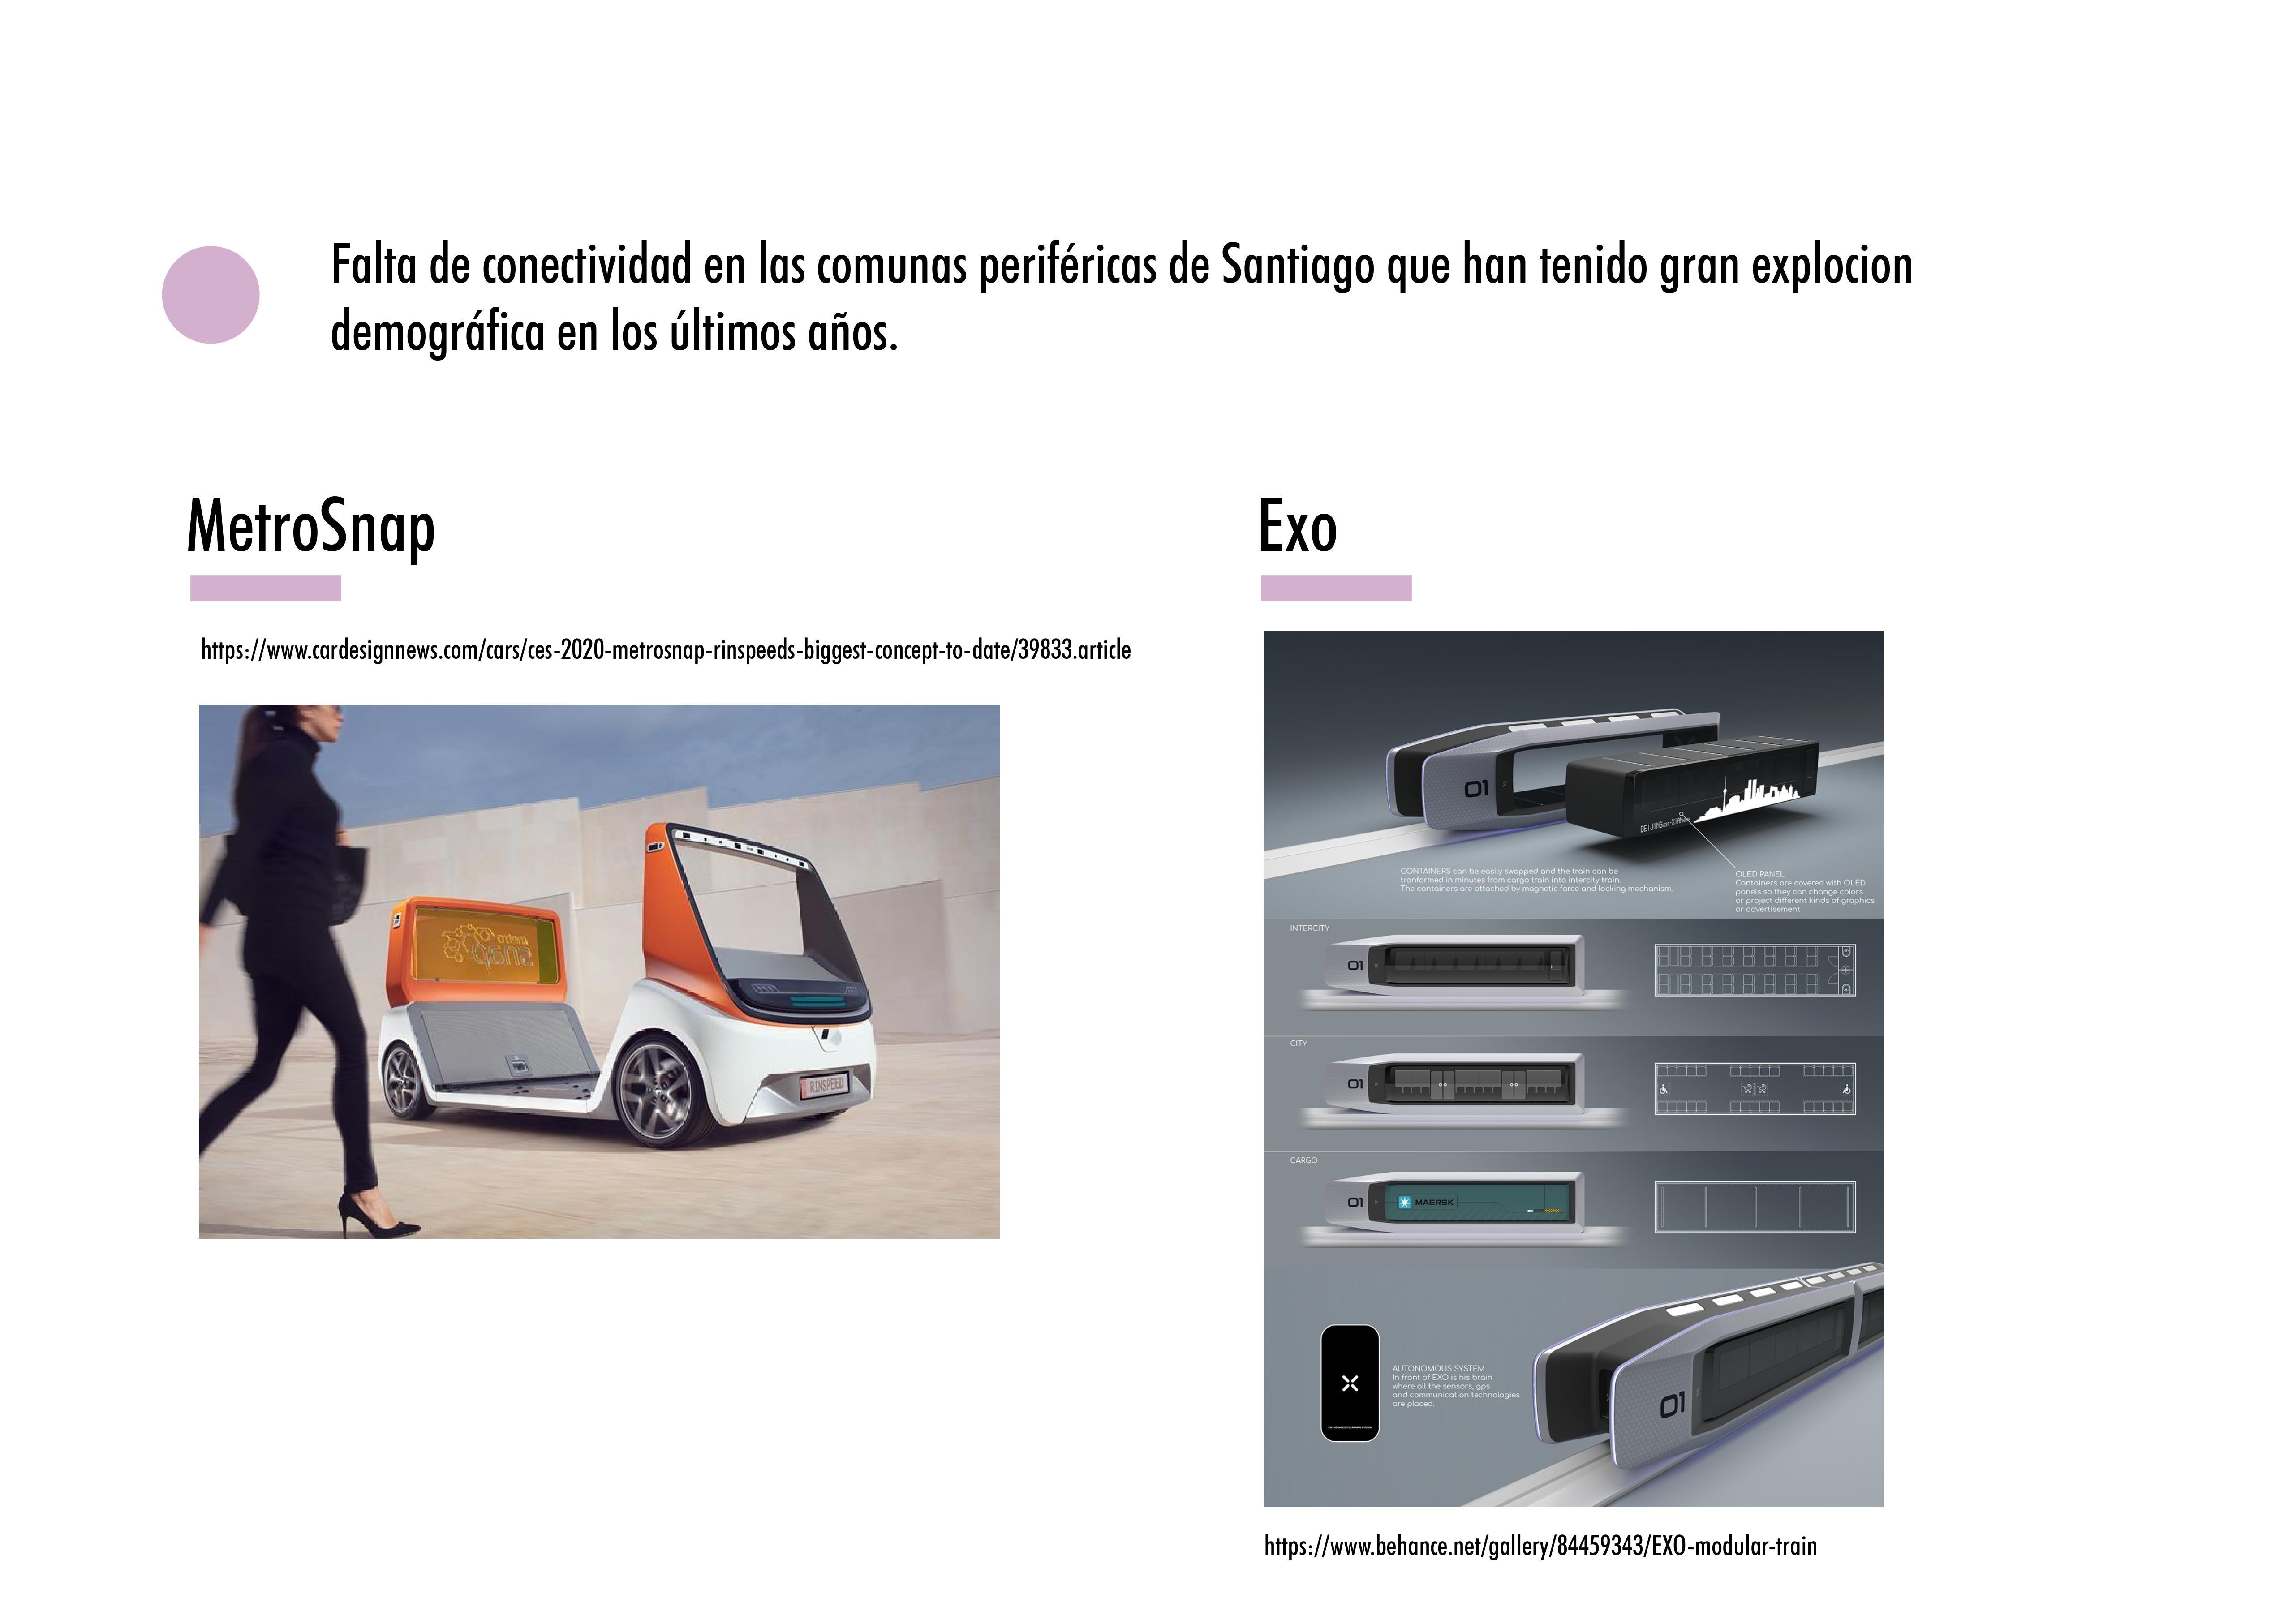 Falta de conectividad en las comunas periféricas de Santiago que han tenido gran explocion
demográfica en los últimos años.
MetroSnap
https://www.cardesignnews.com/cars/ces-2020-metrosnap-rinspeeds-biggest-concept-to-date/39833.article
metro
snap
RINSPEED
Exo
01
CONTAINERS can be easily swapped and the train can be
tranformed in minutes from cargo train into intercity train.
The containers are attached by magnetic force and locking mechanism.
OLED PANEL
Containers are covered with OLED
panels so they can change colors
or project different kinds of graphics
or advertisement
INTERCITY
01
CITY
01
CARGO
01
MAERSK
AUTONOMOUS SYSTEM
In front of EXO is his brain
where all the sensors, gps
and communication technologies
are placed.
01
https://www.behance.net/gallery/84459343/EXO-modular-train